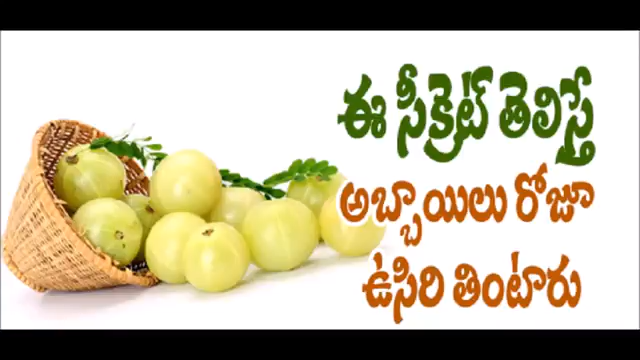 ఈ సీక్రెట్ తెలిస్తే
అబ్బాయిలు రోజూ
ఉసిరి తింటారు